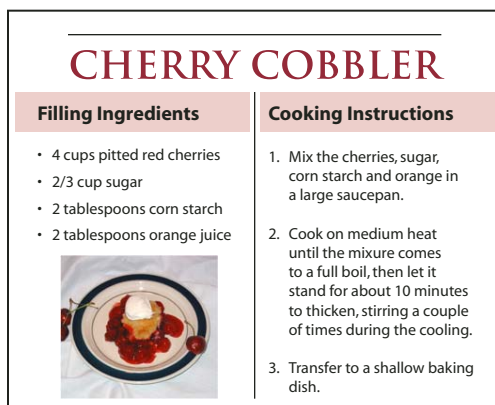 CHERRY COBBLER
Filling Ingredients
• 4 cups pitted red cherries
• 2/3 cup sugar
• 2 tablespoons corn starch
• 2 tablespoons orange juice
Cooking Instructions
1. Mix the cherries, sugar,
corn starch and orange in
a large saucepan.
2. Cook on medium heat
until the mixure comes
to a full boil, then let it
stand for about 10 minutes
to thicken, stirring a couple
of times during the cooling.
3. Transfer to a shallow baking
dish.